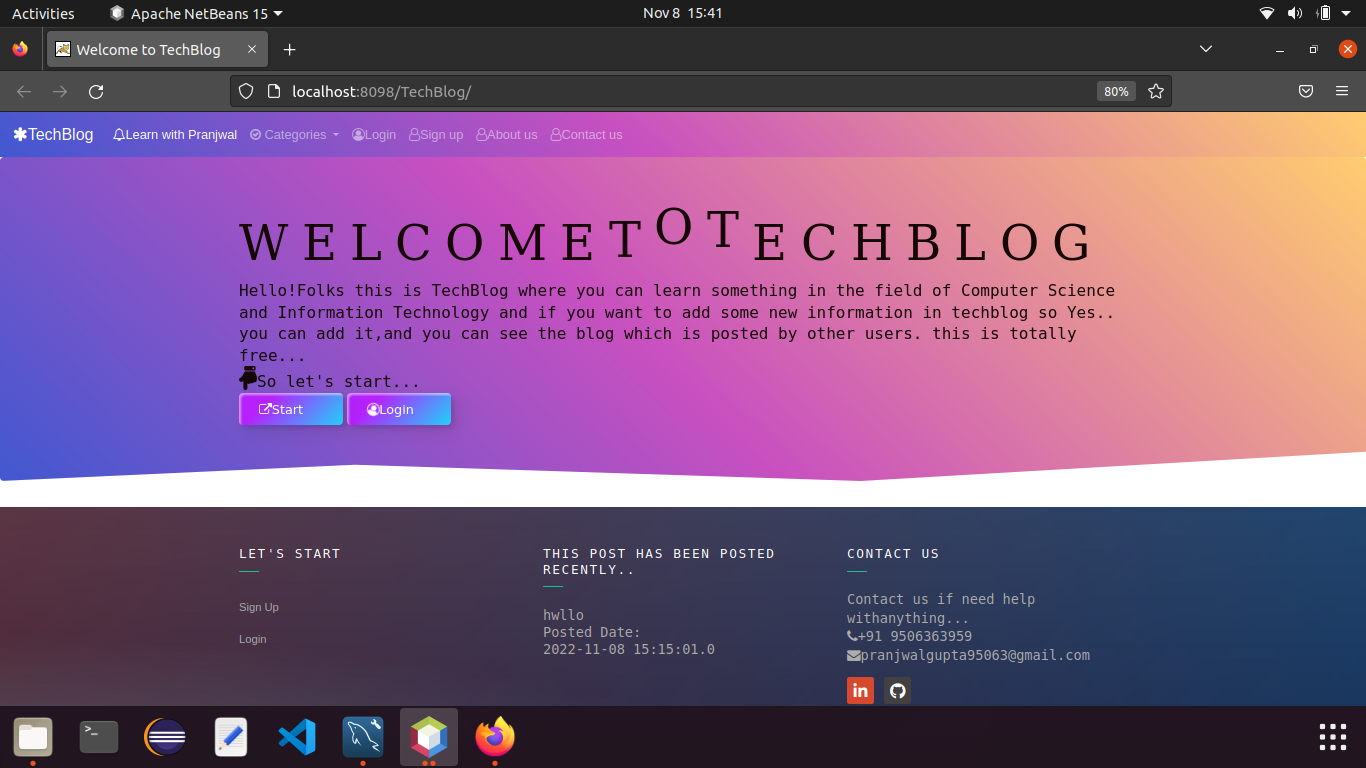 Activities Apache NetBeans 15 Nov 8 15:41
Welcome to TechBlog
localhost:8098/TechBlog/ 80%
TechBlog Learn with Pranjwal Categories Login Sign up About us Contact us
W E L C O M E T O T E C H B L O G
Hello!Folks this is TechBlog where you can learn something in the field of Computer Science
and Information Technology and if you want to add some new information in techblog so Yes..
you can add it,and you can see the blog which is posted by other users. this is totally
free...
So let's start...
Start Login
LET'S START
Sign Up
Login
THIS POST HAS BEEN POSTED
RECENTLY..
hwllo
Posted Date:
2022-11-08 15:15:01.0
CONTACT US
Contact us if need help
withanything...
+91 9506363959
pranjwalgupta95063@gmail.com
in